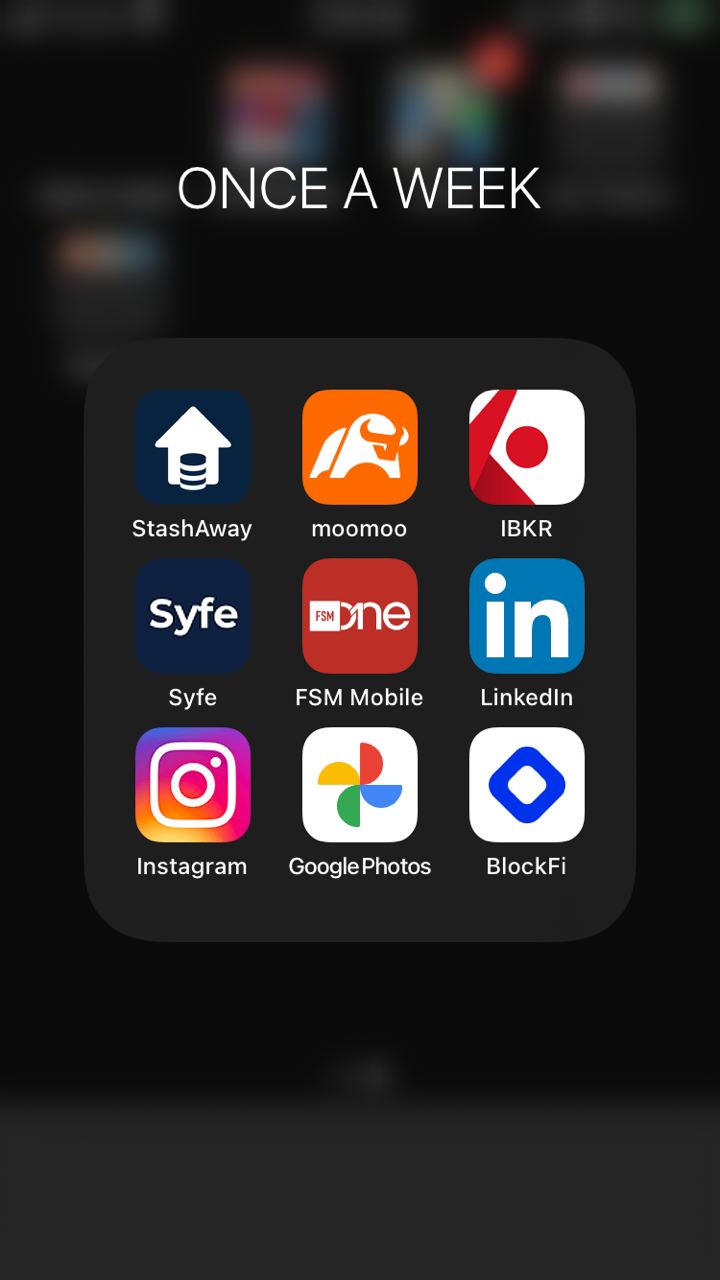 ONCE A WEEK
StashAway
moomoo
IBKR
Syfe
Syfe
FSM
one
FSM Mobile
in
LinkedIn
Instagram
Google Photos
BlockFi